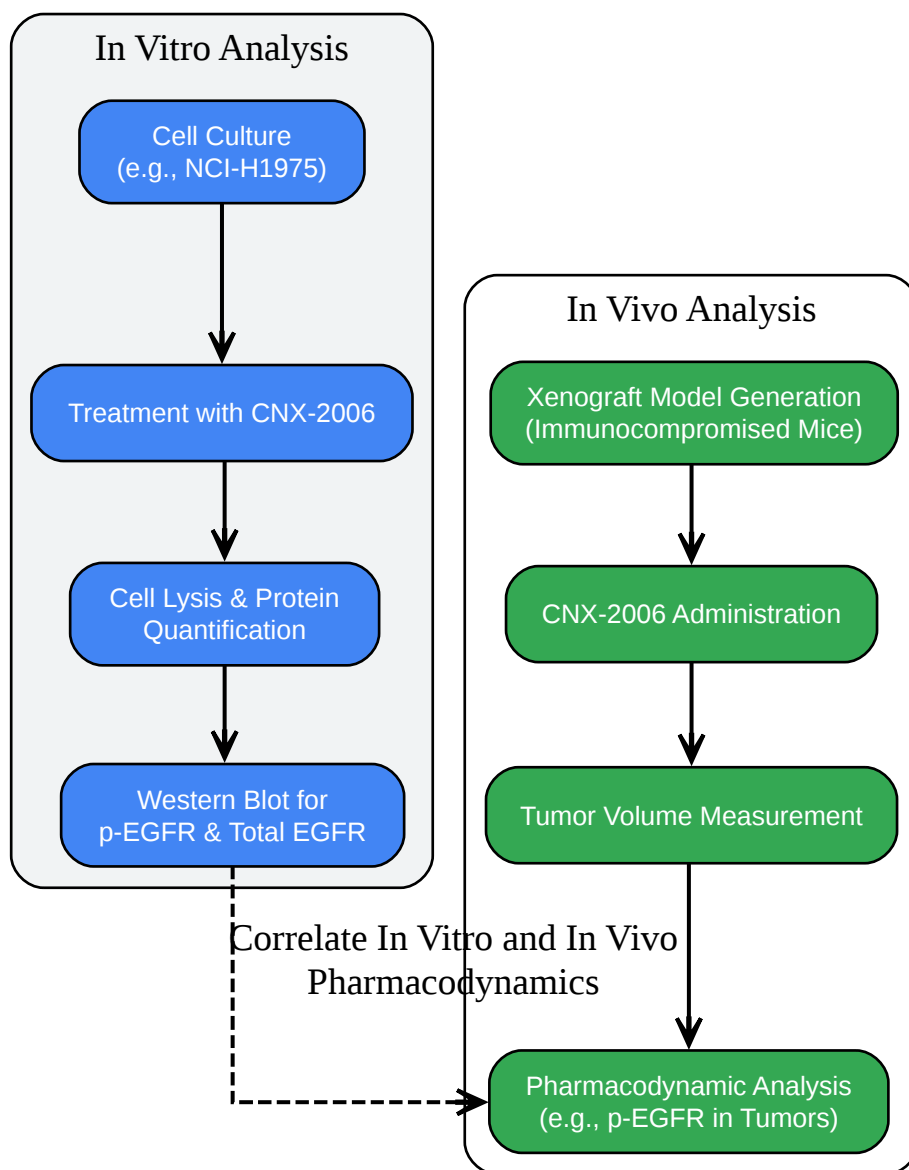 In Vitro Analysis
Cell Culture
(e.g., NCI-H1975)
Treatment with CNX-2006
Cell Lysis & Protein
Quantification
Western Blot for
p-EGFR & Total EGFR
In Vivo Analysis
Xenograft Model Generation
(Immunocompromised Mice)
CNX-2006 Administration
Tumor Volume Measurement
Correlate In Vitro and In Vivo
Pharmacodynamics
Pharmacodynamic Analysis
(e.g., p-EGFR in Tumors)